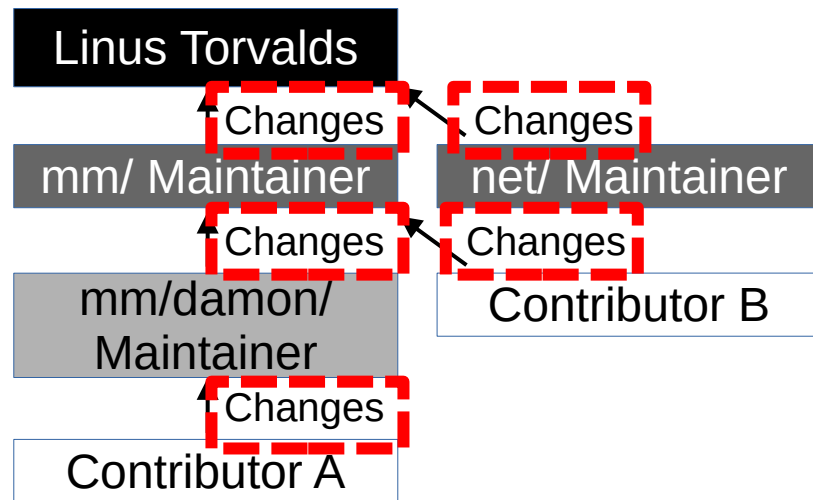 Linus Torvalds
Changes
Changes
mm/ Maintainer
net/ Maintainer
Changes
Changes
mm/damon/
Maintainer
Contributor B
Changes
Contributor A